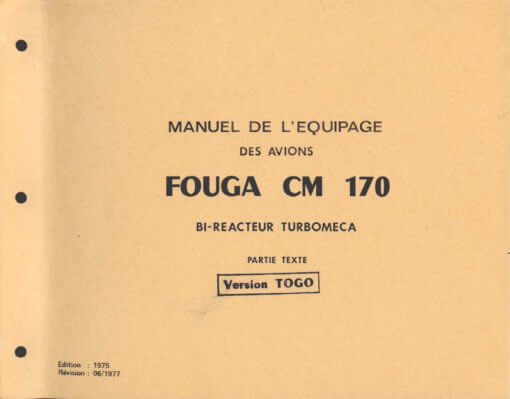 MANUEL DE L'EQUIPAGE
DES AVIONS
FOUGA CM 170
BI-REACTEUR TURBOMECA
PARTIE TEXTE
Version TOGO
Édition : 1975
Révision : 06/1977